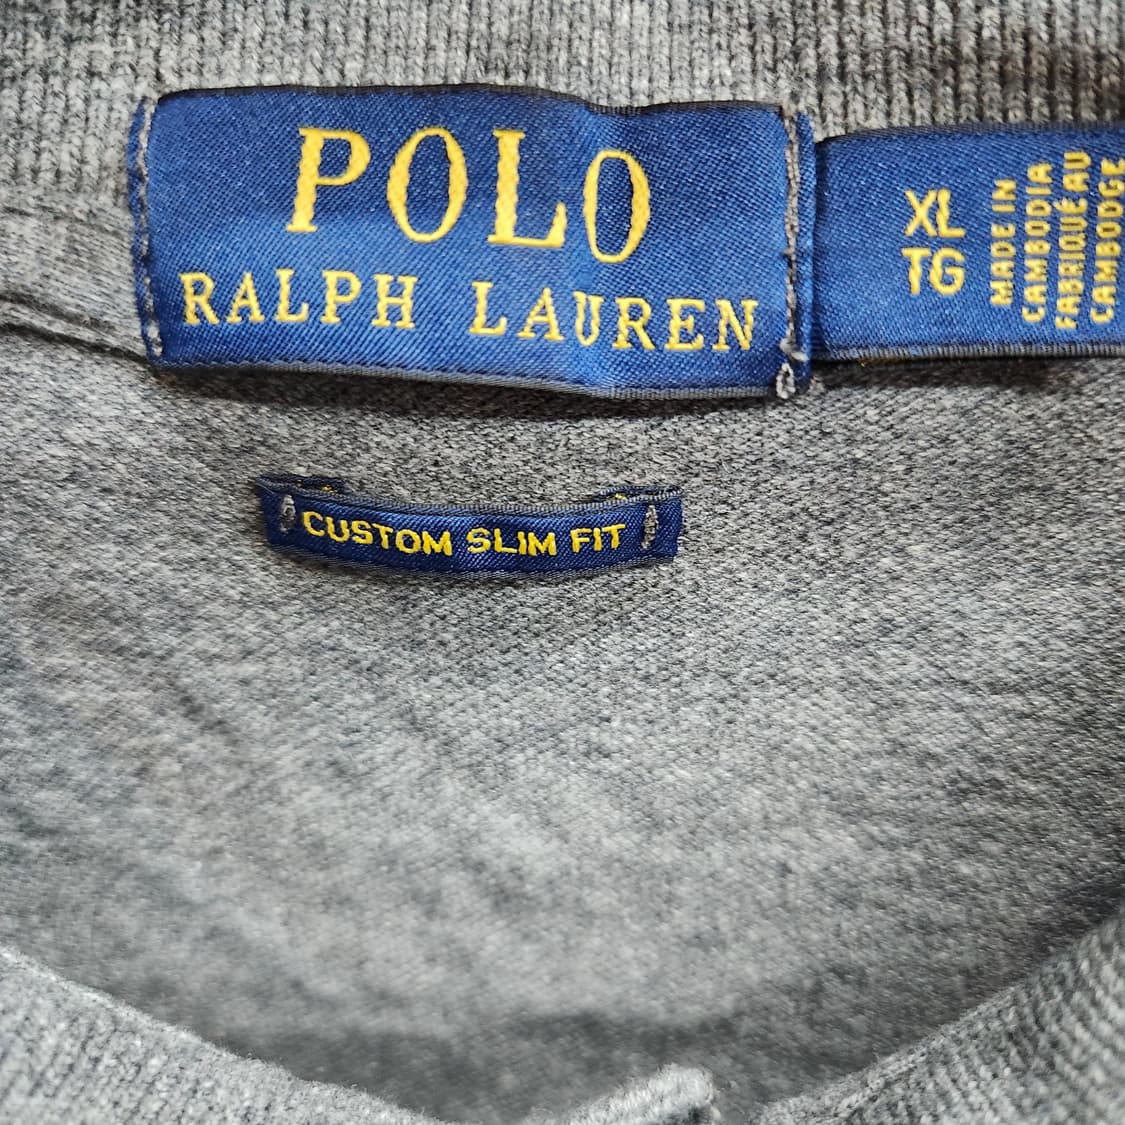 POLO
RALPH LAUREN
XL
TG
MADE IN
CAMBODIA
FABRIQUÉ AU
CAMBODGE
CUSTOM SLIM FIT